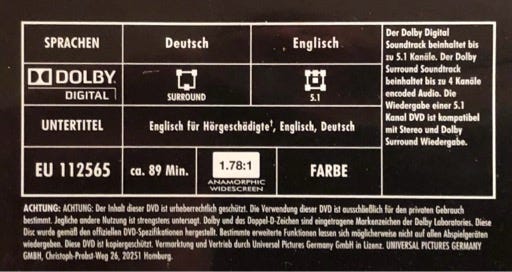 SPRACHEN Deutsch Englisch
DOLBY
DIGITAL
SURROUND 5.1
UNTERTITEL Englisch für Hörgeschädigte¹, Englisch, Deutsch
EU 112565 ca. 89 Min. 1.78:1 FARBE
ANAMORPHIC
WIDESCREEN
Der Dolby Digital
Soundtrack beinhaltet bis
zu 5.1 Kanäle. Der Dolby
Surround Soundtrack
beinhaltet bis zu 4 Kanäle
encoded Audio. Die
Wiedergabe einer 5.1
Kanal DVD ist kompatibel
mit Stereo und Dolby
Surround Wiedergabe.
ACHTUNG: ACHTUNG: Der Inhalt dieser DVD ist urheberrechtlich geschützt. Die Verwendung dieser DVD ist ausschließlich für den privaten Gebrauch
bestimmt. Jegliche andere Nutzung ist strengstens untersagt. Dolby und das Doppel-D-Zeichen sind eingetragene Markenzeichen der Dolby Laboratories. Diese
Disc wurde gemäß den offiziellen DVD-Spezifikationen hergestellt. Bestimmte erweiterte Funktionen lassen sich möglicherweise nicht auf allen Abspielgeräten
wiedergeben. Diese DVD ist kopiergeschützt. Vermarktung und Vertrieb durch Universal Pictures Germany GmbH in Lizenz. UNIVERSAL PICTURES GERMANY
GmbH, Christoph-Probst-Weg 26, 20251 Hamburg.